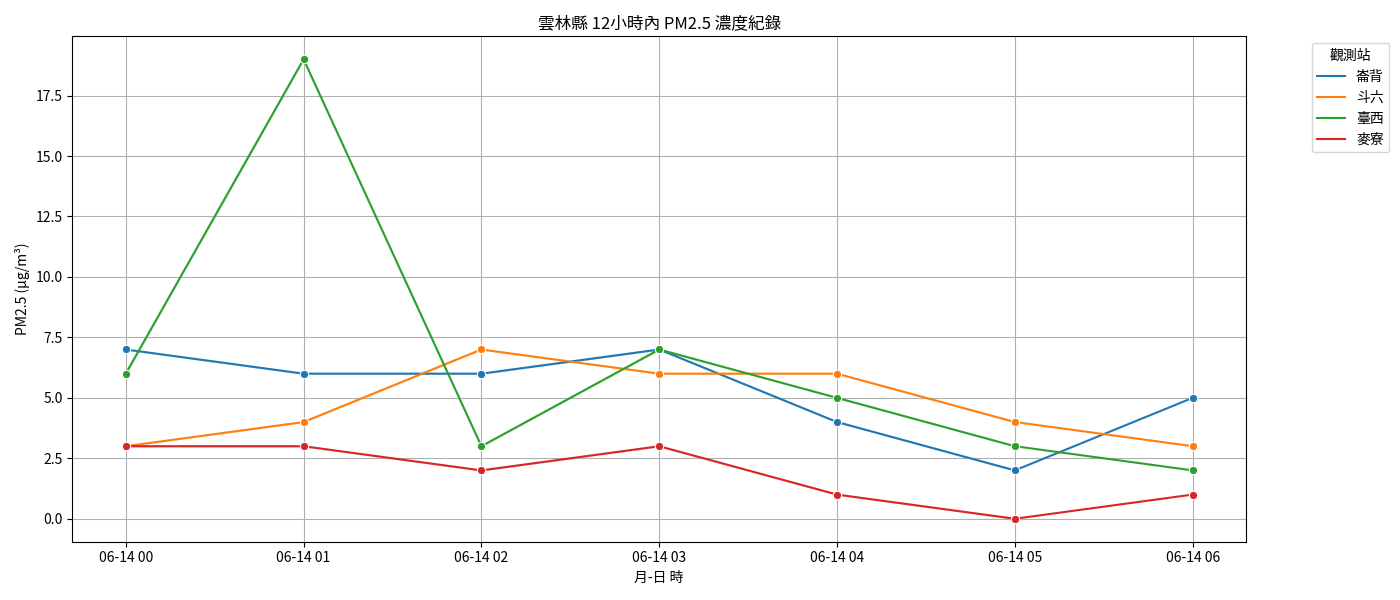 雲林縣 12小時內 PM2.5 濃度紀錄
觀測站
崙背
斗六
臺西
麥寮
PM2.5 (μg/m³)
17.5
15.0
12.5
10.0
7.5
5.0
2.5
0.0
06-14 00
06-14 01
06-14 02
06-14 03
06-14 04
06-14 05
06-14 06
月-日 時